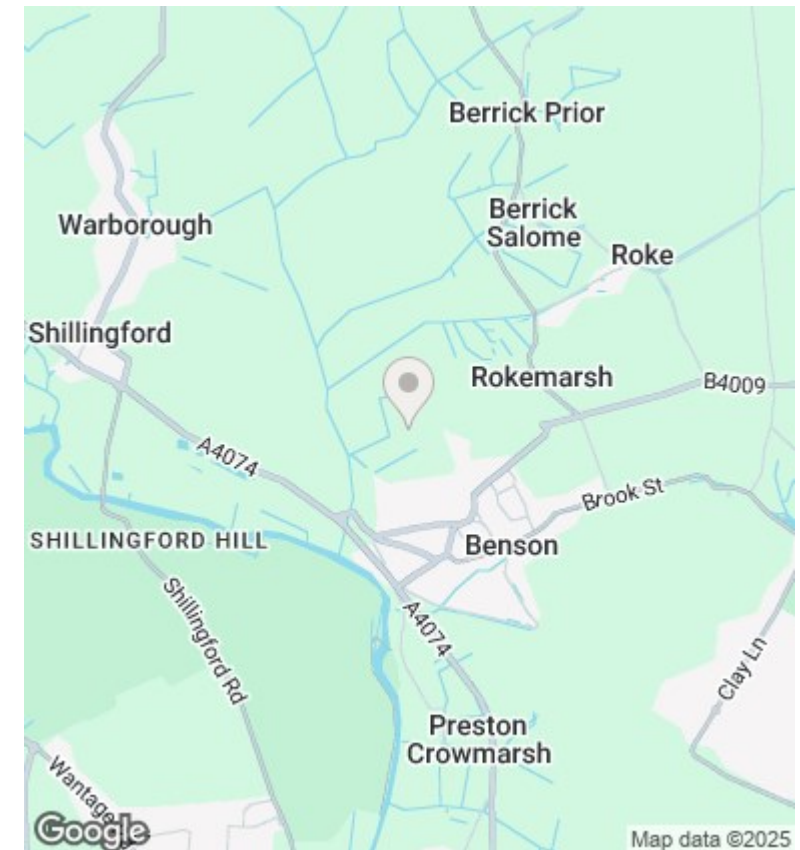 Berrick Prior
Berrick
Salome
Warborough
Roke
Shillingford
Rokemarsh
B4009
A4074
Brook St
SHILLINGFORD HILL
Benson
Shillingford Rd
A4074
Clay Ln
Preston
Crowmarsh
Wantage
Google
Map data ©2025